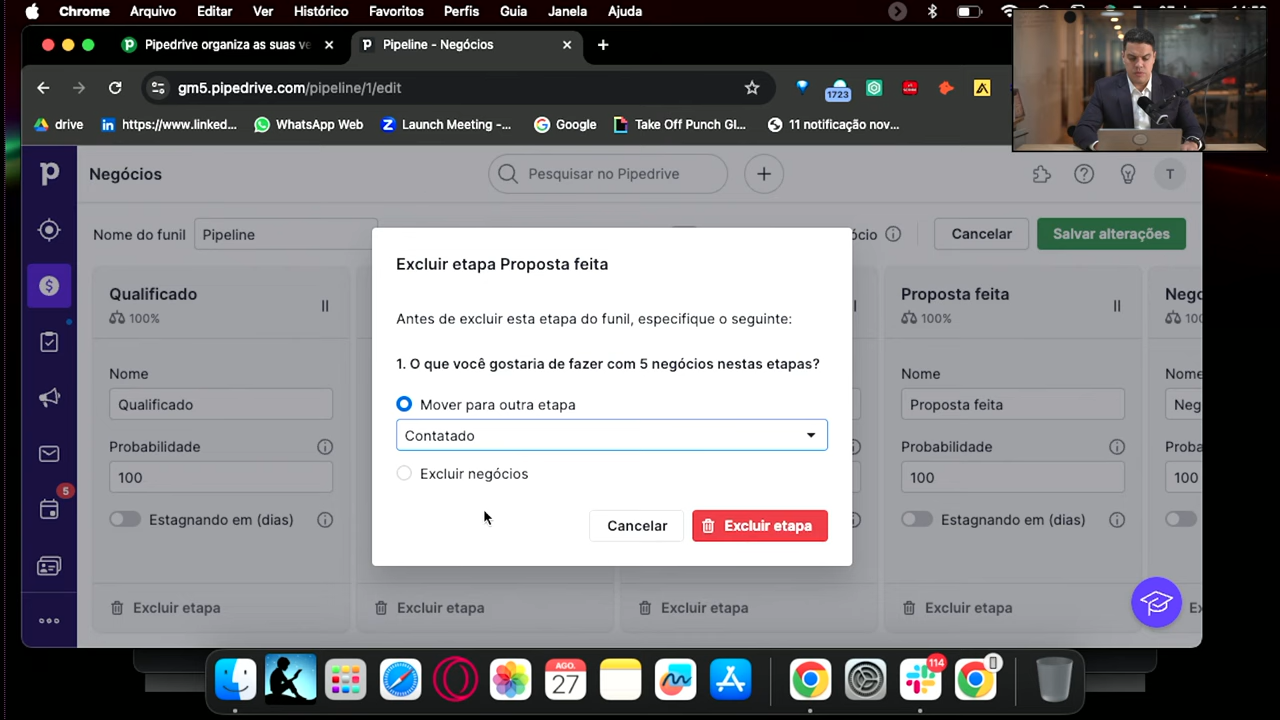 Chrome Arquivo Editar Ver Histórico Favoritos Perfis Guia Janela Ajuda
Pipedrive organiza as suas ve
Pipeline - Negócios
gm5.pipedrive.com/pipeline/1/edit
1723
drive
https://www.linked...
WhatsApp Web
Launch Meeting -...
Google
Take Off Punch GI...
11 notificação nov...
Negócios
Pesquisar no Pipedrive
T
Nome do funil
Pipeline
ócio
Cancelar
Salvar alterações
Qualificado
100%
Nome
Qualificado
Probabilidade
100
Estagnando em (dias)
Excluir etapa
Excluir etapa Proposta feita
Antes de excluir esta etapa do funil, especifique o seguinte:
1. O que você gostaria de fazer com 5 negócios nestas etapas?
Mover para outra etapa
Contatado
Excluir negócios
Cancelar
Excluir etapa
Excluir etapa
Excluir etapa
Proposta feita
100%
Nome
Proposta feita
Probabilidade
100
Estagnando em (dias)
Excluir etapa
Nego
100
Nome
Neg
Proba
100
Ex
5
AGO.
27
114